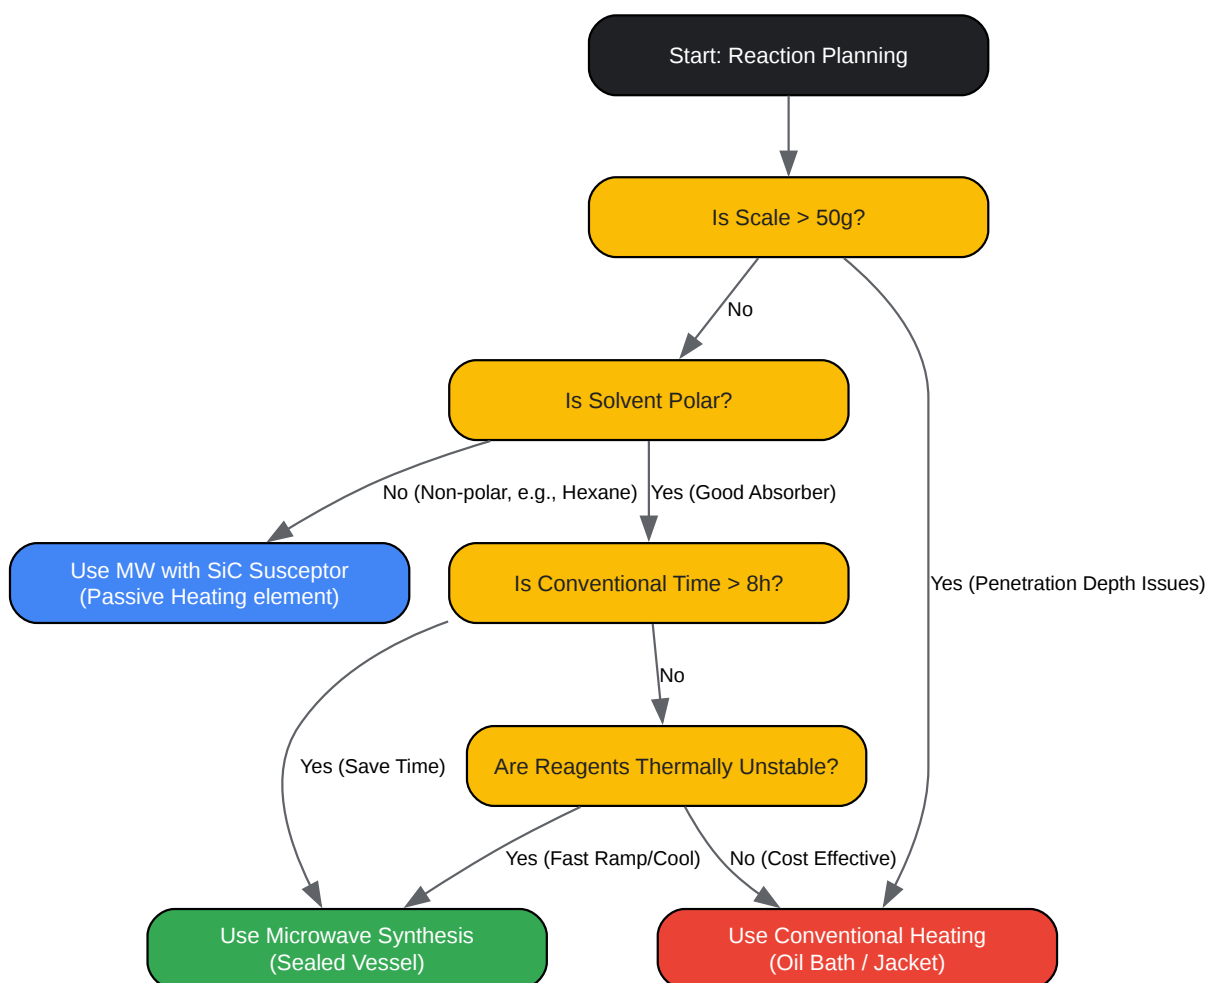 Start: Reaction Planning
Is Scale > 50g?
No
Is Solvent Polar?
No (Non-polar, e.g., Hexane)
Yes (Good Absorber)
Use MW with SiC Susceptor
(Passive Heating element)
Is Conventional Time > 8h?
Yes (Penetration Depth Issues)
No
Are Reagents Thermally Unstable?
Yes (Save Time)
Yes (Fast Ramp/Cool)
No (Cost Effective)
Use Microwave Synthesis
(Sealed Vessel)
Use Conventional Heating
(Oil Bath / Jacket)